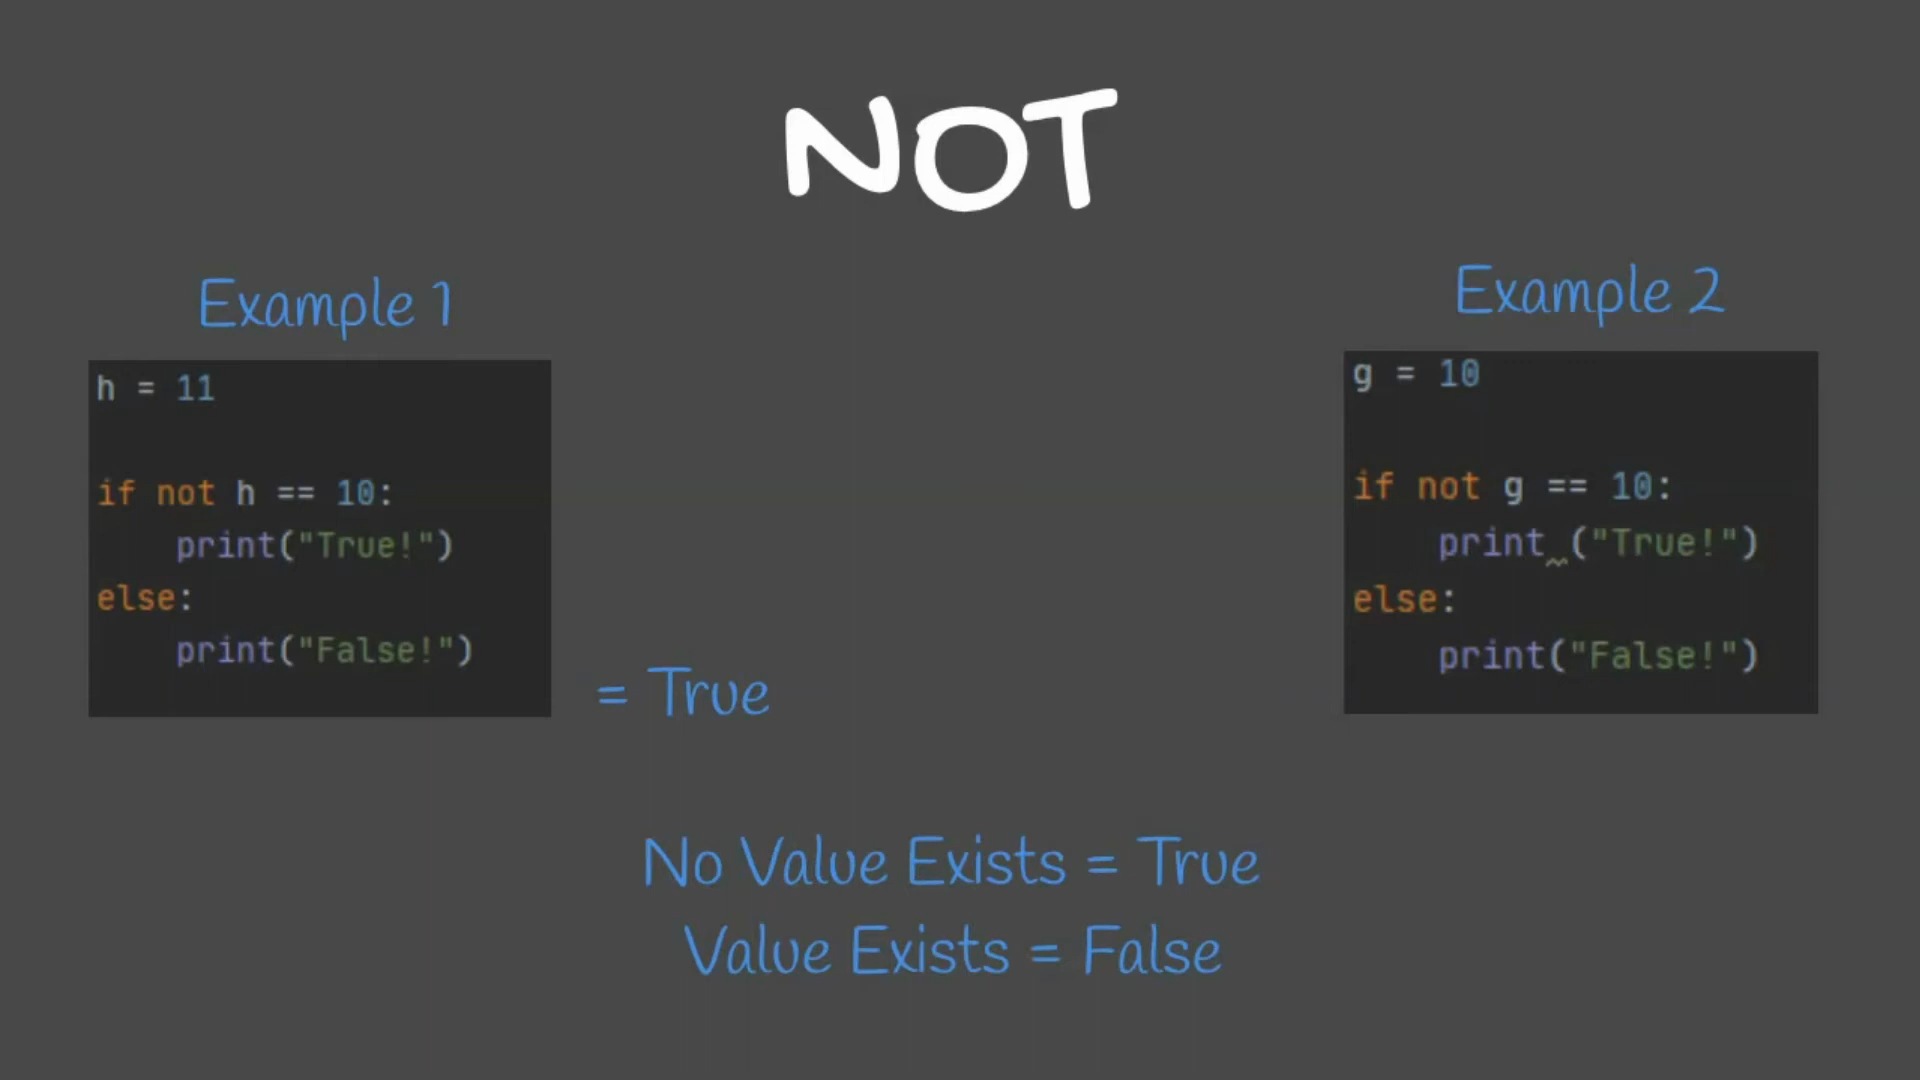 NOT
Example 1
h = 11
if not h == 10:
    print("True!")
else:
    print("False!")
= True
Example 2
g = 10
if not g == 10:
    print ("True!")
else:
    print("False!")
No Value Exists = True
Value Exists = False